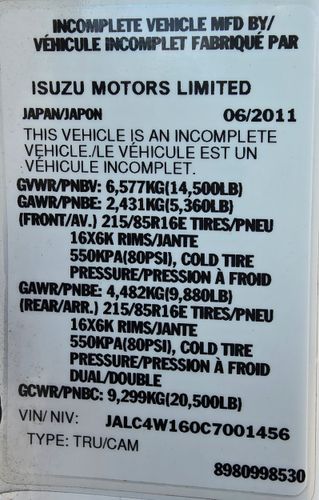 INCOMPLETE VEHICLE MFD BY/
VÉHICULE INCOMPLET FABRIQUÉ PAR
ISUZU MOTORS LIMITED
JAPAN/JAPON 06/2011
THIS VEHICLE IS AN INCOMPLETE
VEHICLE./LE VÉHICULE EST UN
VÉHICULE INCOMPLET.
GVWR/PNBV: 6,577KG(14,500LB)
GAWR/PNBE: 2,431KG(5,360LB)
(FRONT/AV.) 215/85R16E TIRES/PNEU
16X6K RIMS/JANTE
550KPA(80PSI), COLD TIRE
PRESSURE/PRESSION À FROID
GAWR/PNBE: 4,482KG(9,880LB)
(REAR/ARR.) 215/85R16E TIRES/PNEU
16X6K RIMS/JANTE
550KPA(80PSI), COLD TIRE
PRESSURE/PRESSION À FROID
DUAL/DOUBLE
GCWR/PNBC: 9,299KG(20,500LB)
VIN/ NIV: JALC4W160C7001456
TYPE: TRU/CAM
8980998530